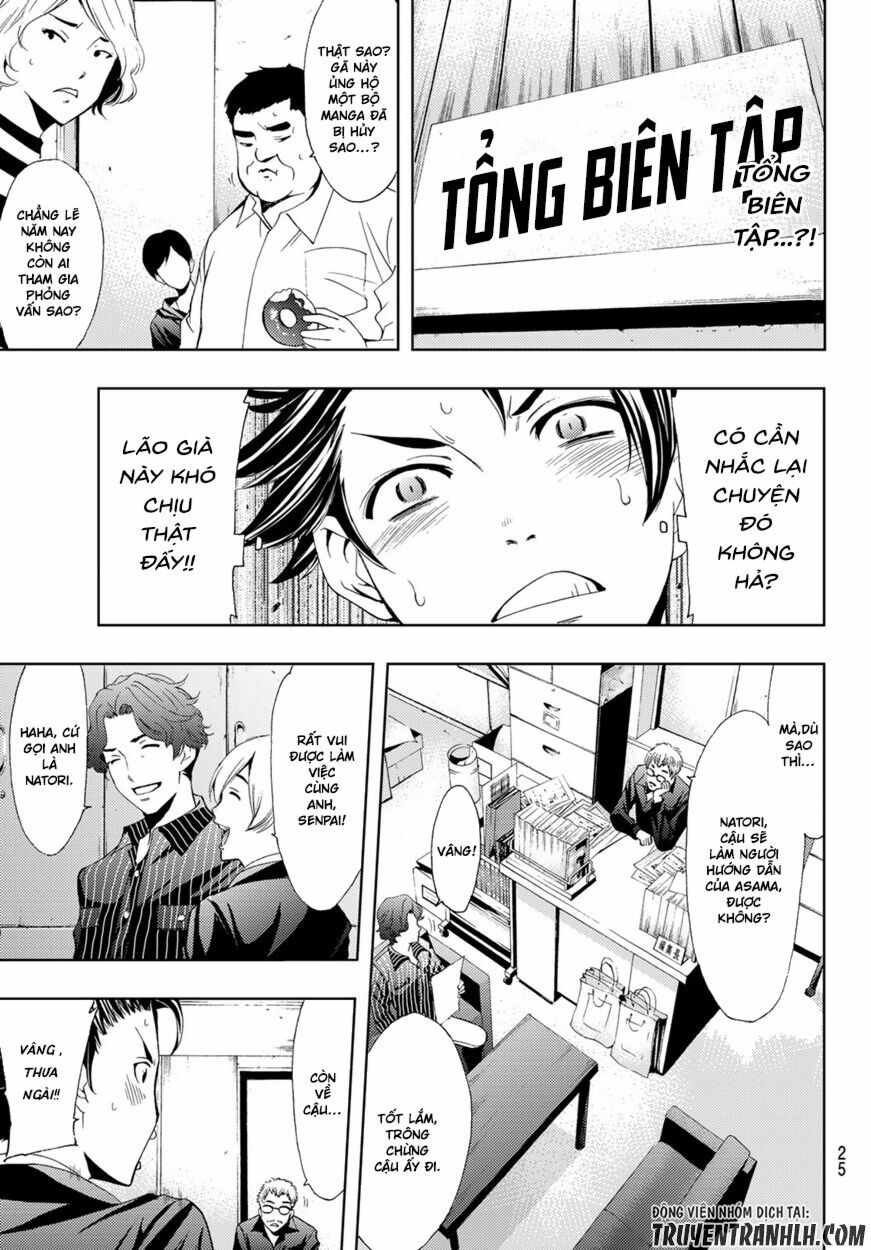 TỔNG BIÊN TẬP
TỔNG
BIÊN
TẬP...?!
THẬT SAO?
GÃ NÀY
ỦNG HỘ
MỘT BỘ
MANGA ĐÃ
BỊ HỦY
SAO...?
CHẲNG LẼ
NĂM NAY
KHÔNG
CÒN AI
THAM GIA
PHỎNG
VẤN SAO?
CÓ CẦN
NHẮC LẠI
CHUYỆN
ĐÓ
KHÔNG
HẢ?
LÃO GIÀ
NÀY KHÓ
CHỊU
THẬT
ĐẤY!!
MÀ,DÙ
SAO
THÌ...
NATORI,
CẬU SẼ
LÀM NGƯỜI
HƯỚNG DẪN
CỦA ASAMA,
ĐƯỢC
KHÔNG?
VÂNG!
編集長
TỐT LẮM,
TRÔNG
CHỪNG
CẬU ẤY ĐI.
RẤT VUI
ĐƯỢC LÀM
VIỆC
CÙNG
ANH,
SENPAI!
HAHA, CỨ
GỌI ANH
LÀ
NATORI.
CÒN
VỀ
CẬU...
VÂNG,
THƯA
NGÀI!!
25
ĐỘNG VIÊN NHÓM DỊCH TẠI:
TRUYENTRANHLH.COM